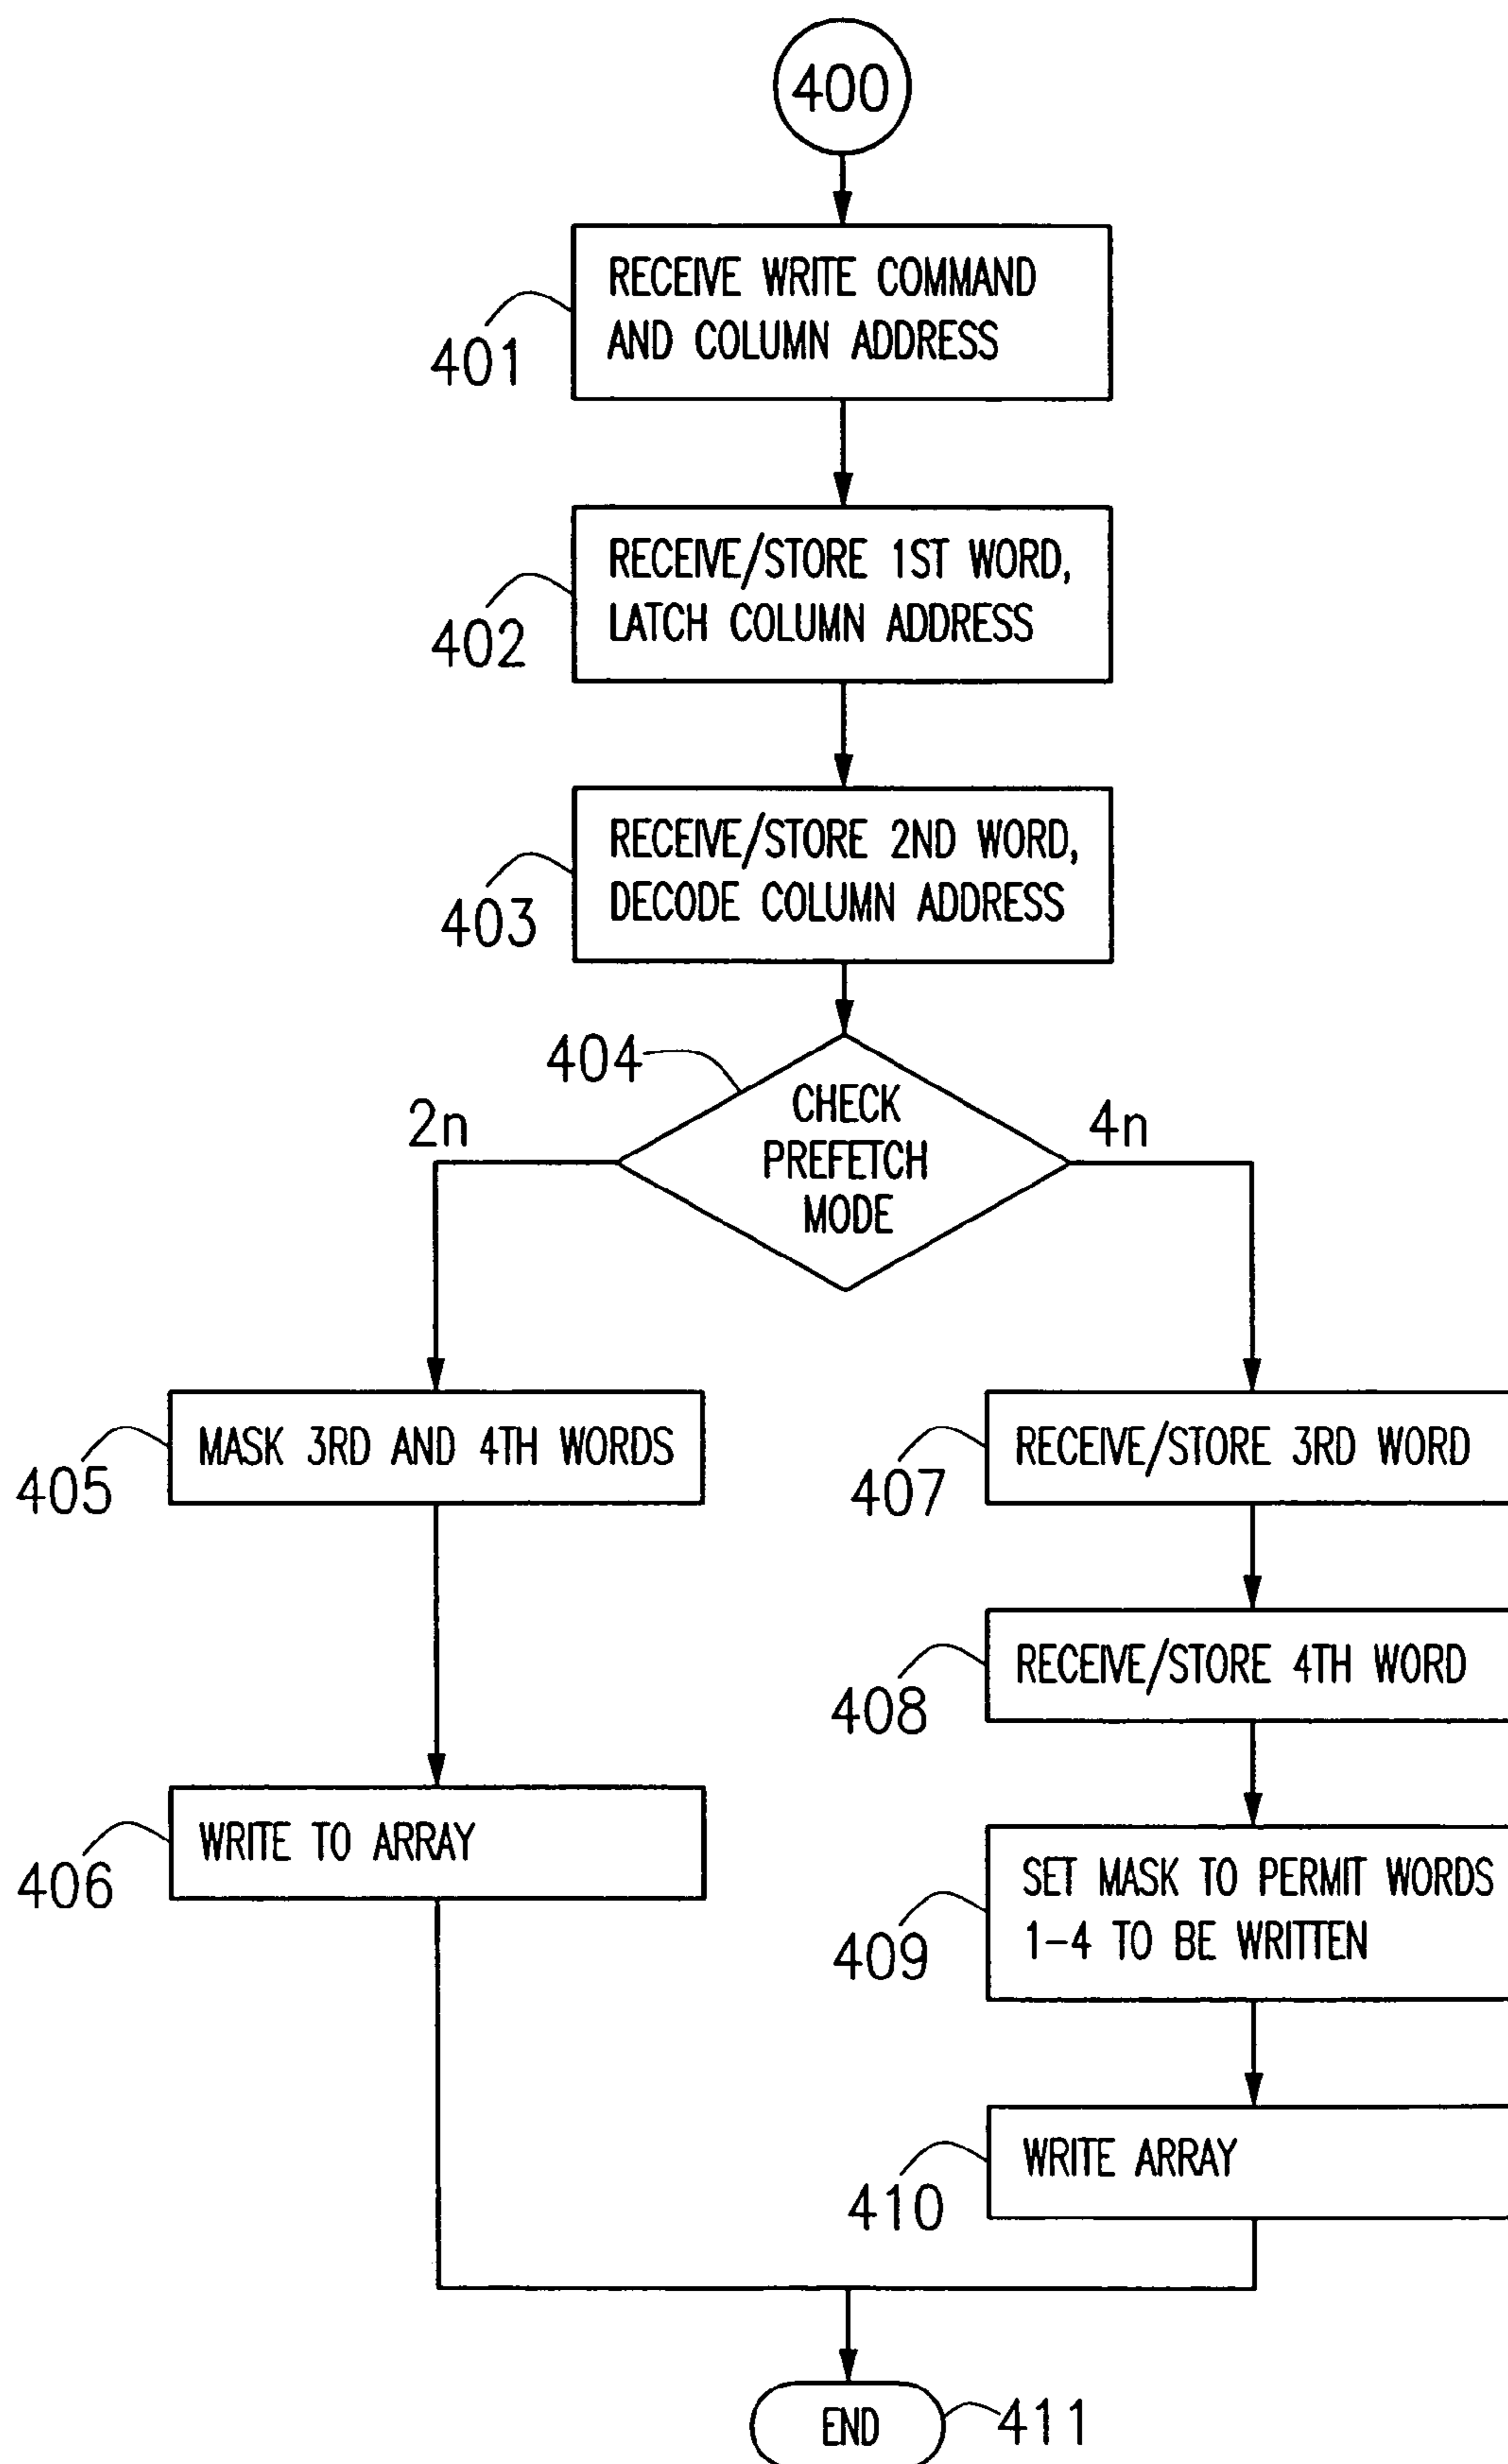 400
RECEIVE WRITE COMMAND
AND COLUMN ADDRESS
401
RECEIVE/STORE 1ST WORD,
LATCH COLUMN ADDRESS
402
RECEIVE/STORE 2ND WORD,
DECODE COLUMN ADDRESS
403
404
CHECK
PREFETCH
MODE
2n
4n
MASK 3RD AND 4TH WORDS
405
WRITE TO ARRAY
406
RECEIVE/STORE 3RD WORD
407
RECEIVE/STORE 4TH WORD
408
SET MASK TO PERMIT WORDS
1-4 TO BE WRITTEN
409
WRITE ARRAY
410
END
411